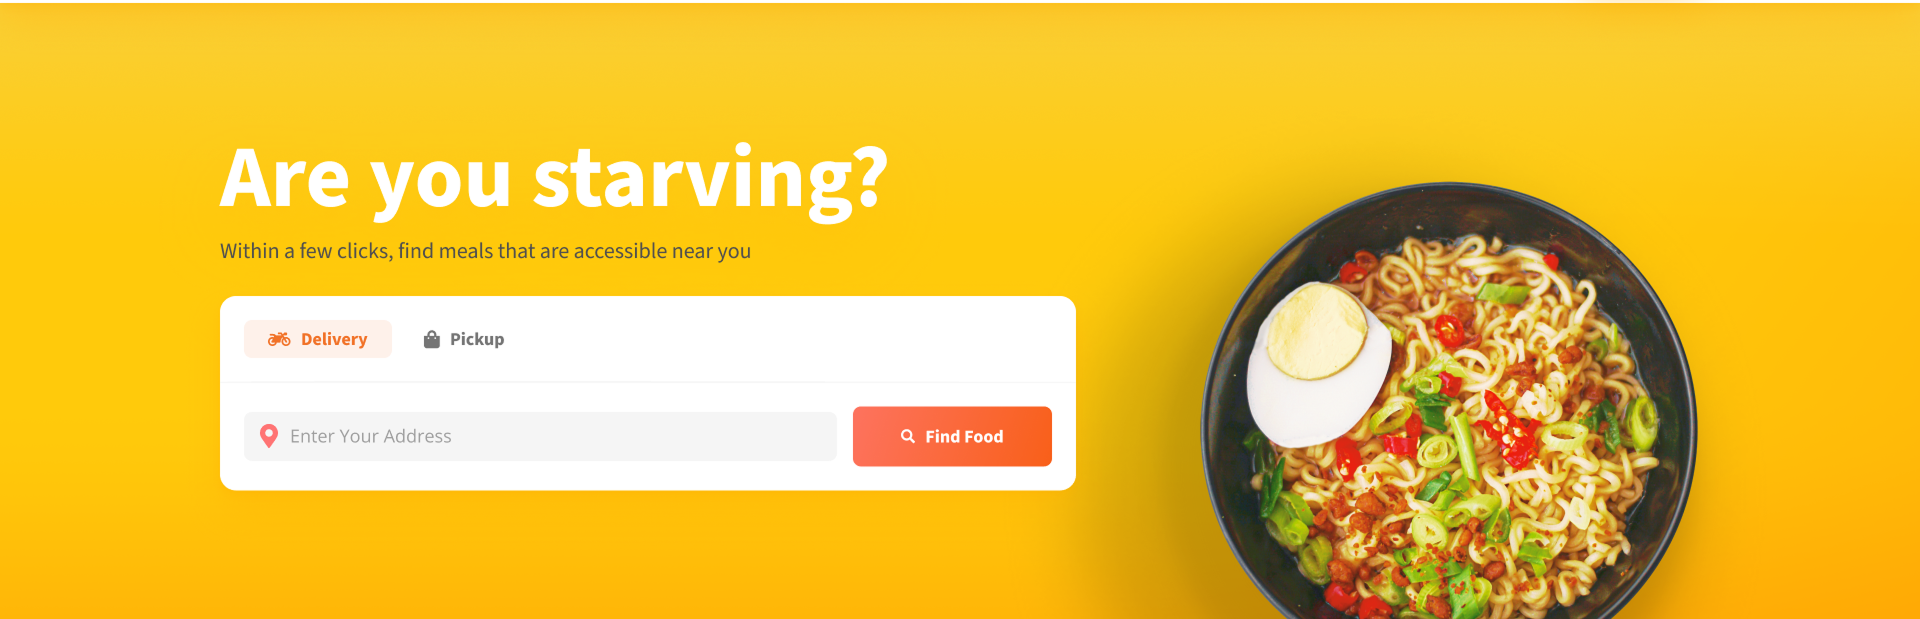 Are you starving?
Within a few clicks, find meals that are accessible near you
Delivery
Pickup
Enter Your Address
Find Food